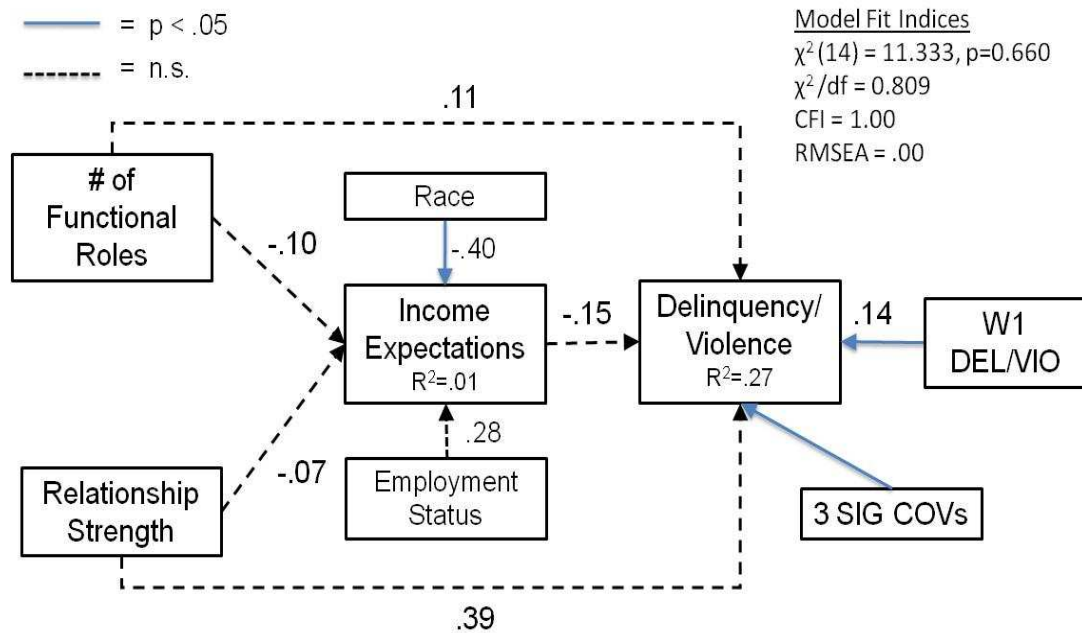 = p < .05
= n.s.
Model Fit Indices
χ²(14) = 11.333, p=0.660
χ²/df = 0.809
CFI = 1.00
RMSEA = .00
.11
# of
Functional
Roles
Race
-.10
-.40
Income
Expectations
R²=.01
-.15
Delinquency/
Violence
R²=.27
.14
W1
DEL/VIO
.28
-.07
Relationship
Strength
Employment
Status
3 SIG COVs
.39